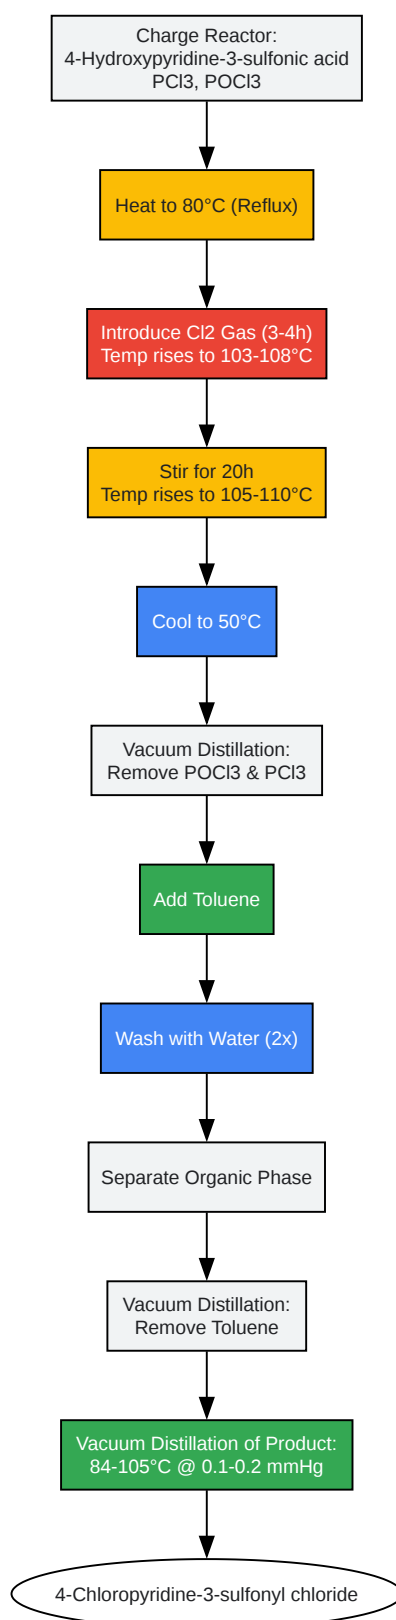 Charge Reactor:
4-Hydroxypyridine-3-sulfonic acid
PCl3, POCl3
Heat to 80°C (Reflux)
Introduce Cl2 Gas (3-4h)
Temp rises to 103-108°C
Stir for 20h
Temp rises to 105-110°C
Cool to 50°C
Vacuum Distillation:
Remove POCl3 & PCl3
Add Toluene
Wash with Water (2x)
Separate Organic Phase
Vacuum Distillation:
Remove Toluene
Vacuum Distillation of Product:
84-105°C @ 0.1-0.2 mmHg
4-Chloropyridine-3-sulfonyl chloride